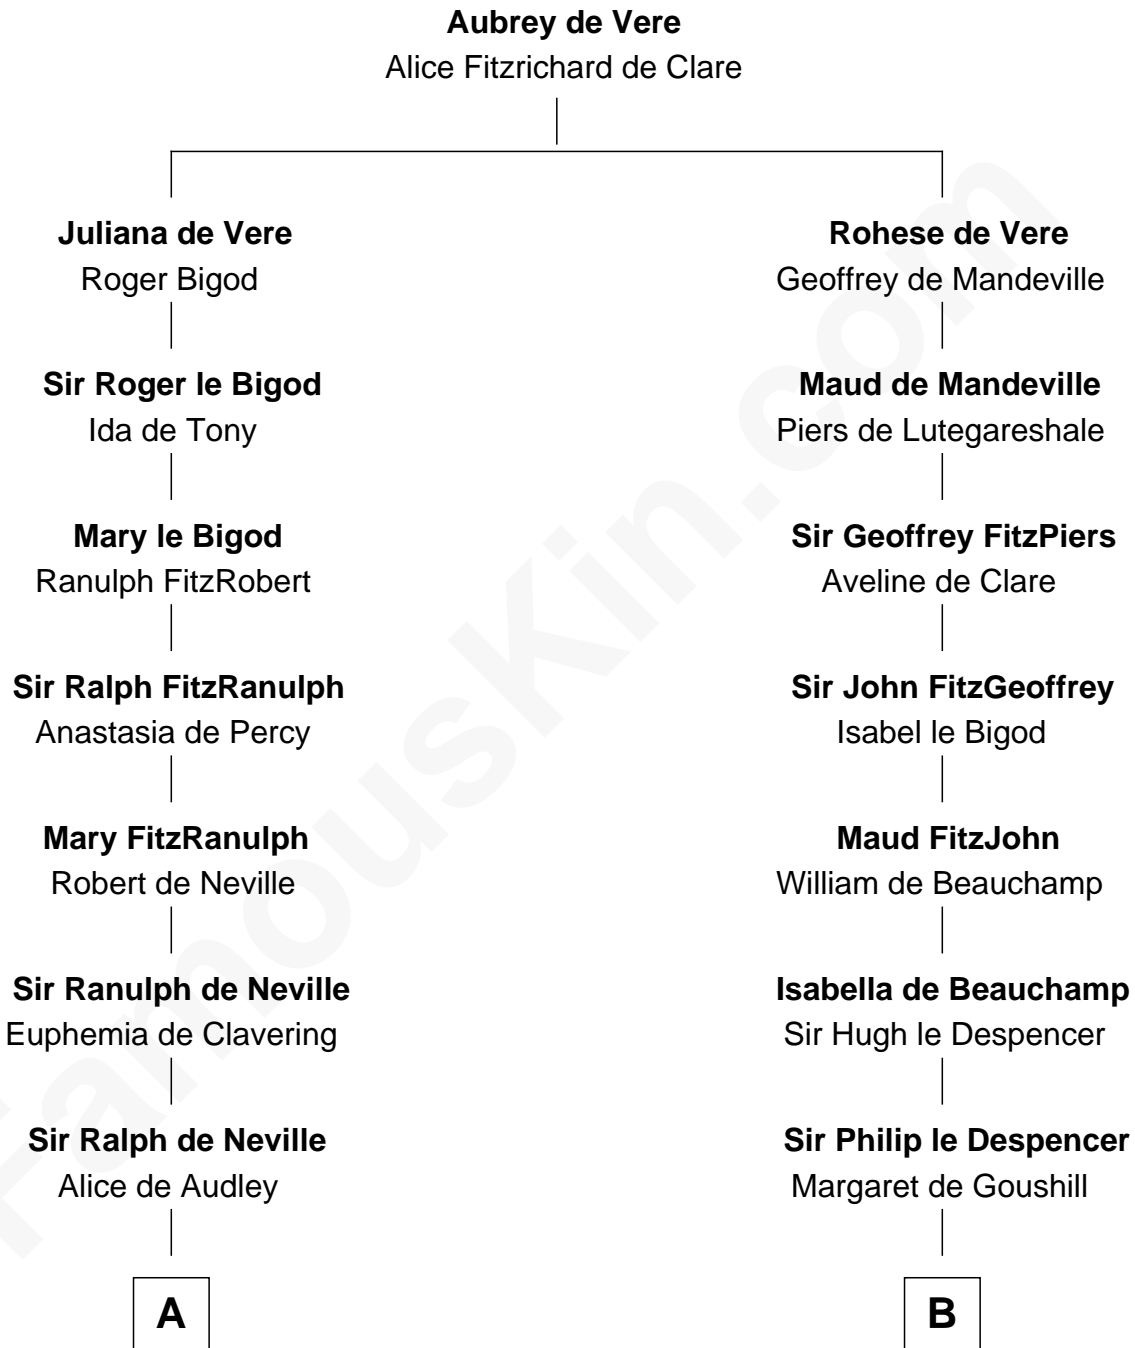 Aubrey de Vere
Alice Fitzrichard de Clare
Juliana de Vere
Roger Bigod
Sir Roger le Bigod
Ida de Tony
Mary le Bigod
Ranulph FitzRobert
Sir Ralph FitzRanulph
Anastasia de Percy
Mary FitzRanulph
Robert de Neville
Sir Ranulph de Neville
Euphemia de Clavering
Sir Ralph de Neville
Alice de Audley
A
Rohese de Vere
Geoffrey de Mandeville
Maud de Mandeville
Piers de Lutegareshale
Sir Geoffrey FitzPiers
Aveline de Clare
Sir John FitzGeoffrey
Isabel le Bigod
Maud FitzJohn
William de Beauchamp
Isabella de Beauchamp
Sir Hugh le Despencer
Sir Philip le Despencer
Margaret de Goushill
B
FamousKin.com